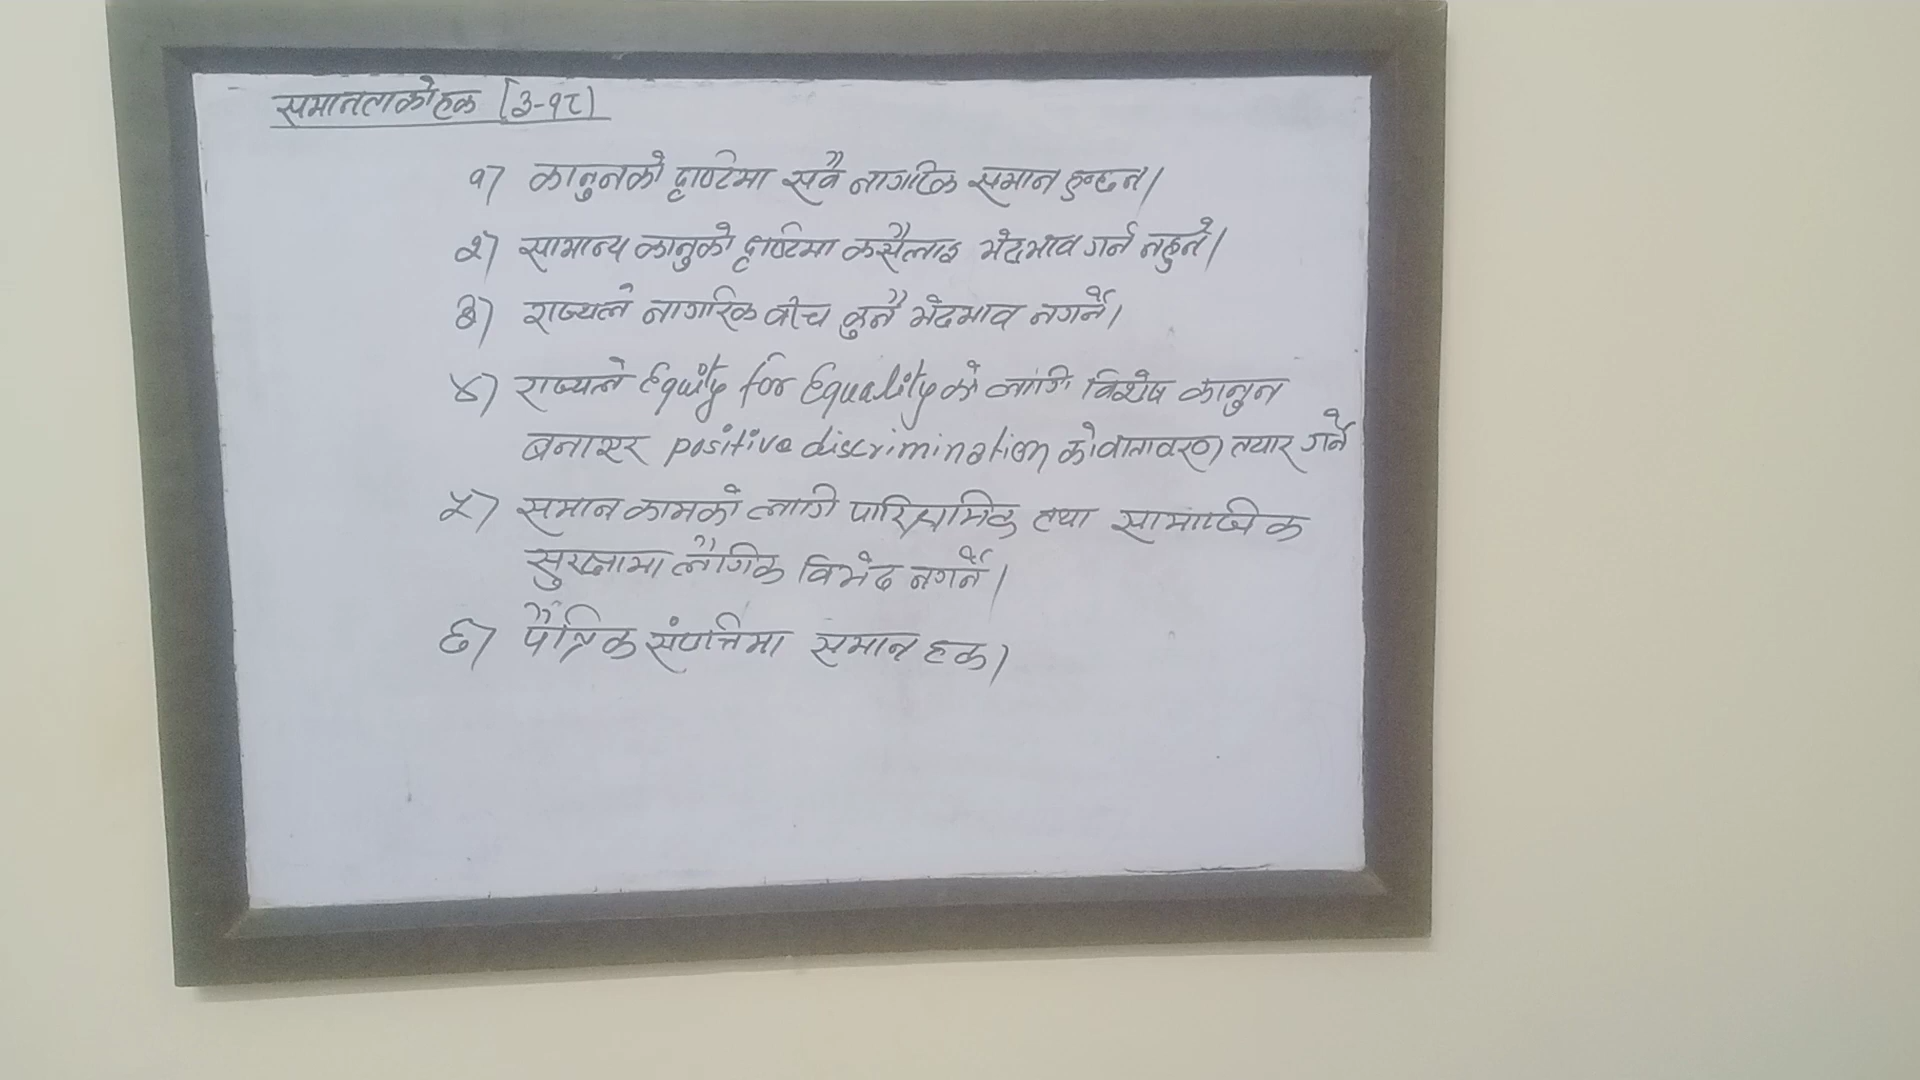 समानताको हक [३-१८)
१) कानुनको दृष्टिमा सबै नागरिक समान हुन्छन।
२) सामान्य कानुको दृष्टिमा कसैलाइ भेदभाव गर्न नहुने।
३) राज्यले नागरिक बीच कुनै भेदभाव नगर्ने।
४) राज्यले Equity for Equality को लागि विशेष कानुन
बनाएर positive discrimination को वातावरण तयार गर्ने
५) समान कामको लागि पारिश्रमिक तथा सामाजिक
सुरक्षामा लैगिक विभेद नगर्ने।
६) पैत्रिक संपत्तिमा समान हक।